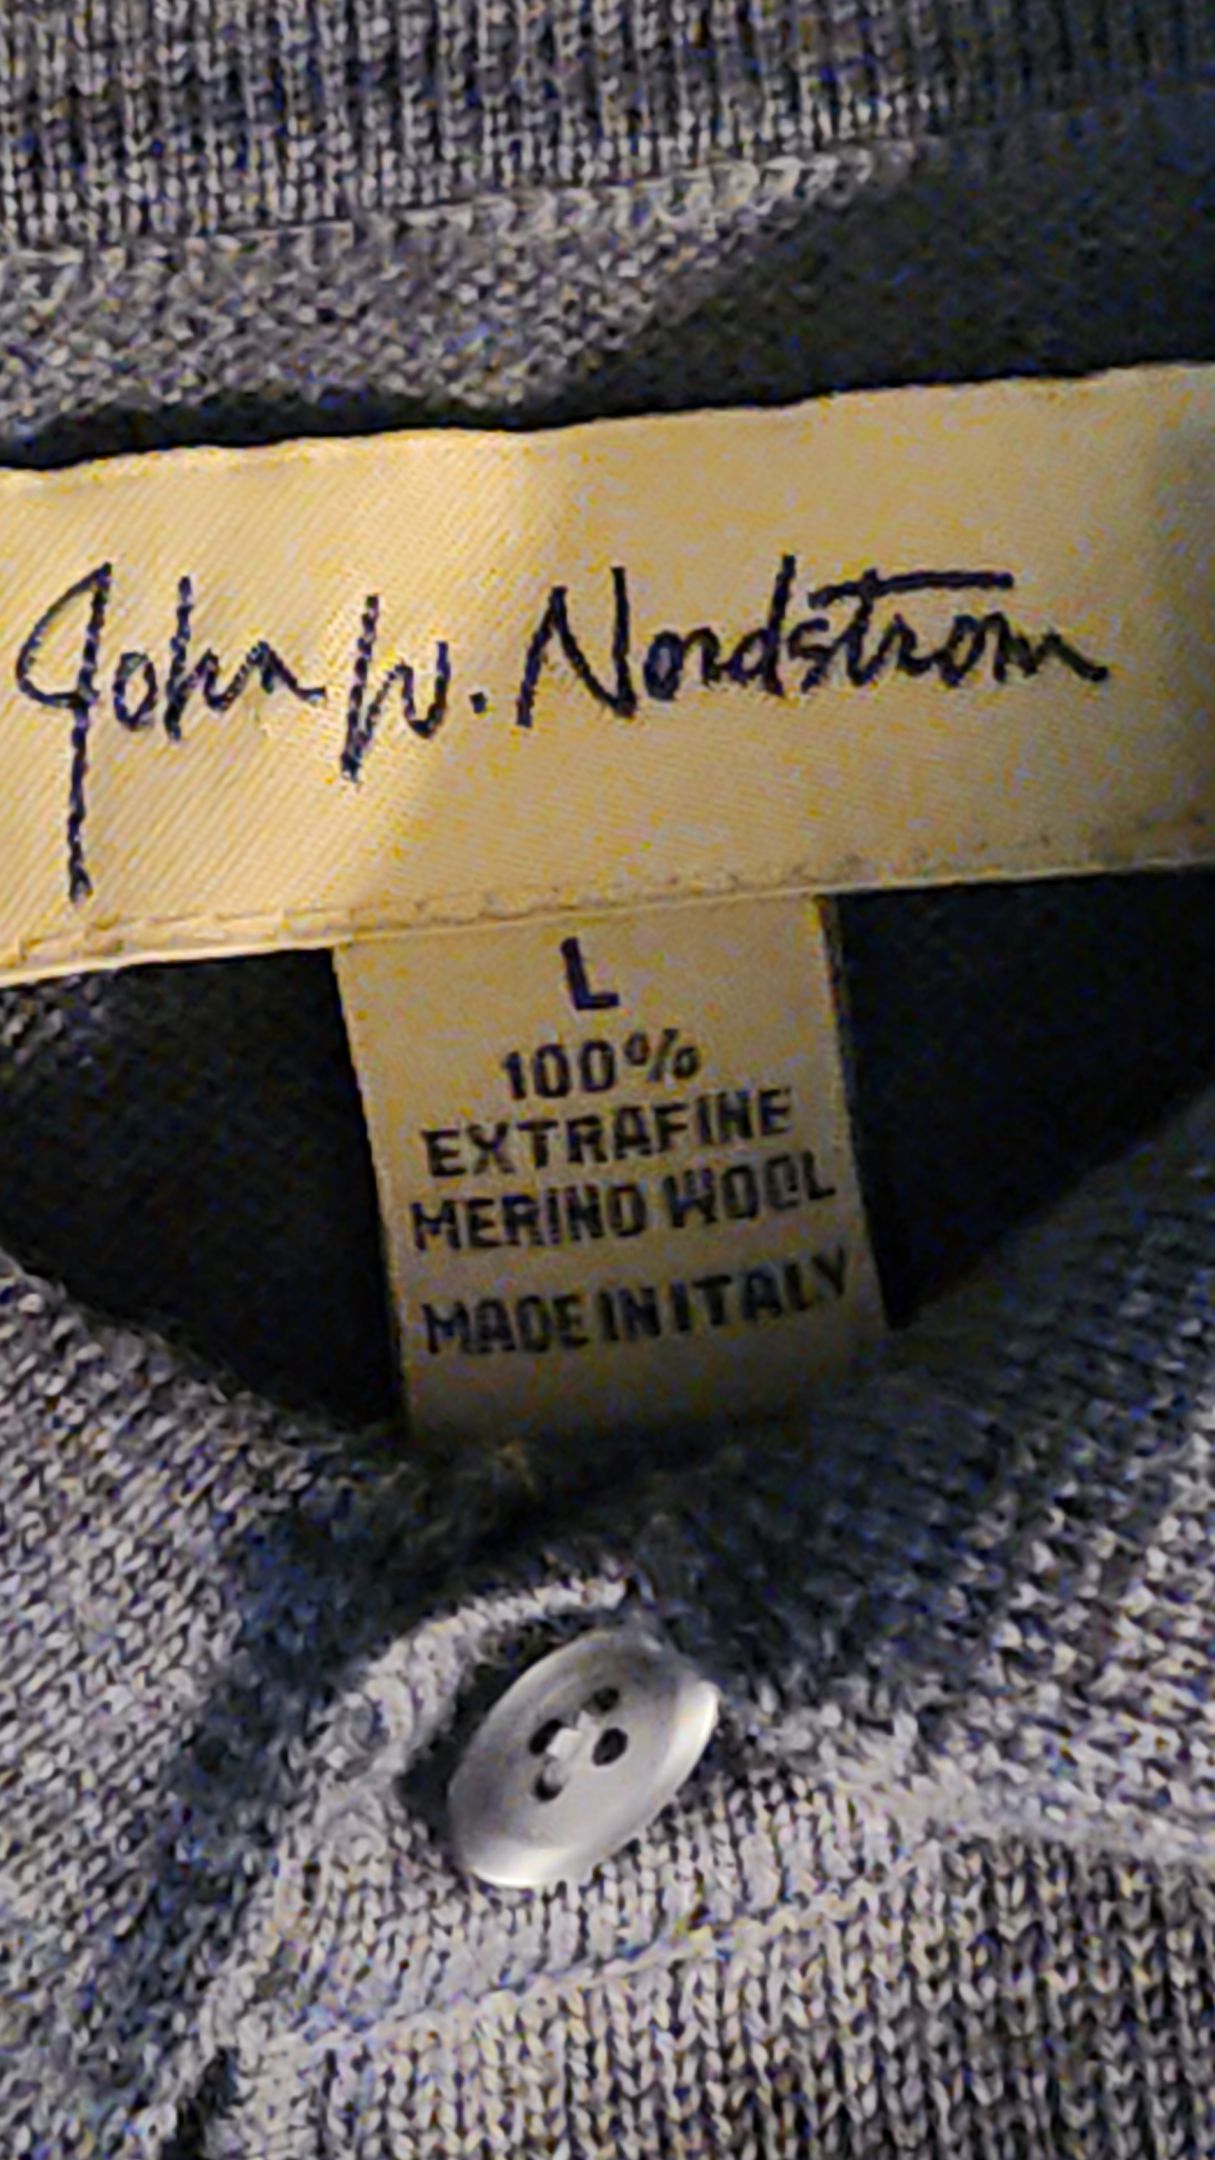 John W. Nordstrom
L
100%
EXTRAFINE
MERINO WOOL
MADE IN ITALY